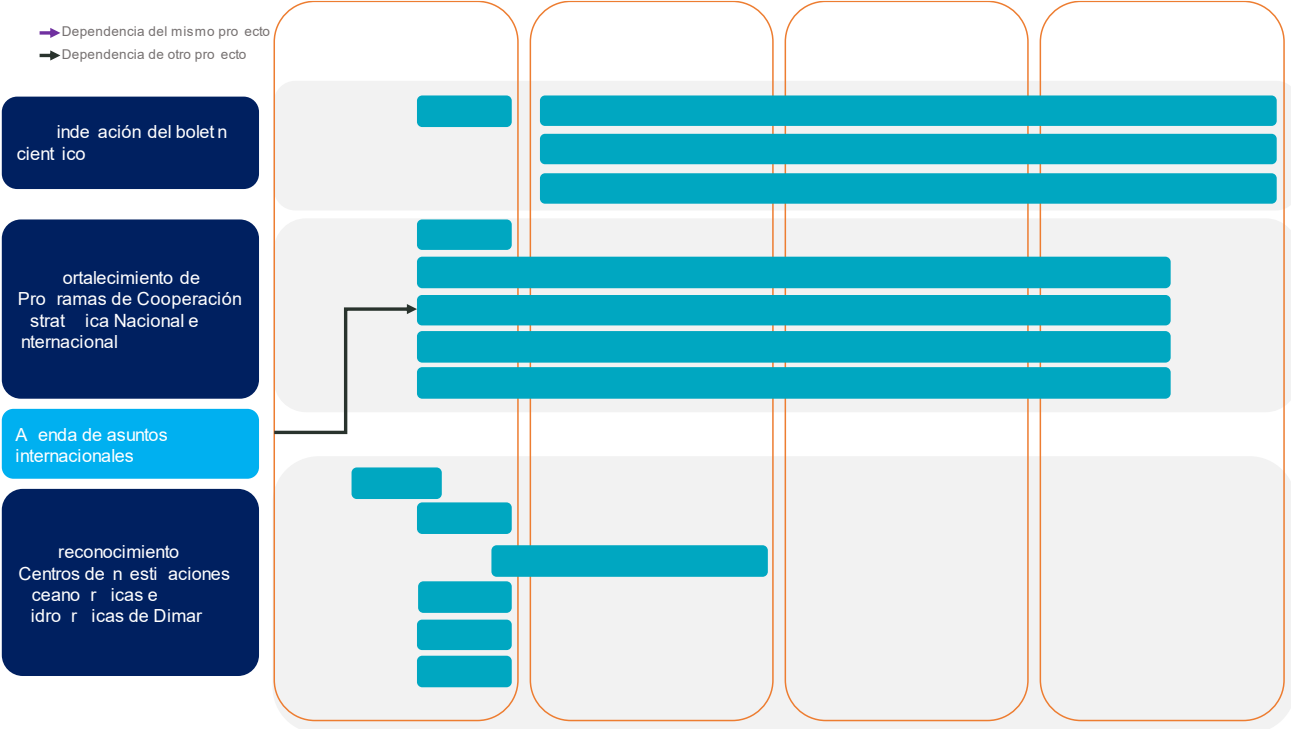 Dependencia del mismo pro ecto
Dependencia de otro pro ecto
inde ación del bolet n
cient ico
ortalecimiento de
Pro ramas de Cooperación
strat ica Nacional e
nternacional
A enda de asuntos
internacionales
reconocimiento
Centros de n esti aciones
ceano r icas e
idro r icas de Dimar